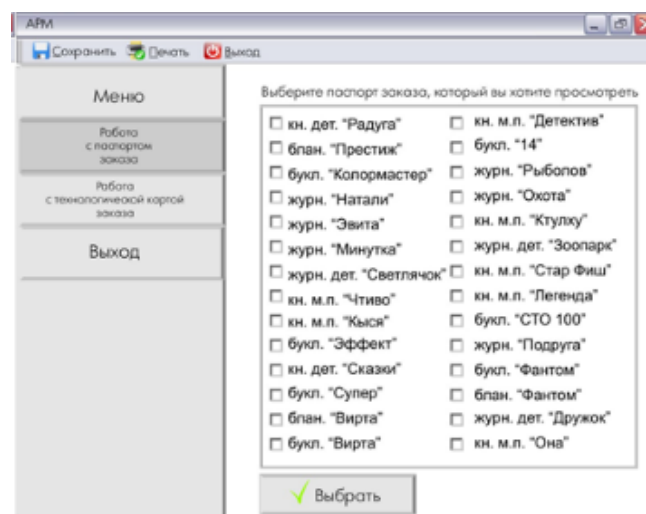 АРМ
Сохранить Печать Выход
Меню
Работа
с паспортом
заказа
Работа
с технологической картой
заказа
Выход
Выберите паспорт заказа, который вы хотите просмотреть
кн. дет. "Радуга"
блан. "Престиж"
букл. "Колормастер"
журн. "Натали"
журн. "Эвита"
журн. "Минутка"
журн. дет. "Светлячок"
кн. м.п. "Чтиво"
кн. м.п. "Кыся"
букл. "Эффект"
кн. дет. "Сказки"
букл. "Супер"
блан. "Вирта"
букл. "Вирта"
кн. м.п. "Детектив"
букл. "14"
журн. "Рыболов"
журн. "Охота"
кн. м.п. "Ктулху"
журн. дет. "Зоопарк"
кн. м.п. "Стар Фиш"
кн. м.п. "Легенда"
букл. "СТО 100"
журн. "Подруга"
букл. "Фантом"
блан. "Фантом"
журн. дет. "Дружок"
кн. м.п. "Она"
Выбрать